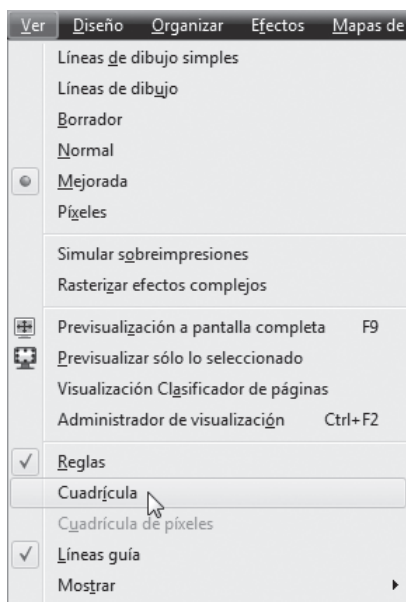 Ver Diseño Organizar Efectos Mapas de
Líneas de dibujo simples
Líneas de dibujo
Borrador
Normal
Mejorada
Píxeles
Simular sobreimpresiones
Rasterizar efectos complejos
Previsualización a pantalla completa F9
Previsualizar sólo lo seleccionado
Visualización Clasificador de páginas
Administrador de visualización Ctrl+F2
Reglas
Cuadrícula
Cuadrícula de píxeles
Líneas guía
Mostrar